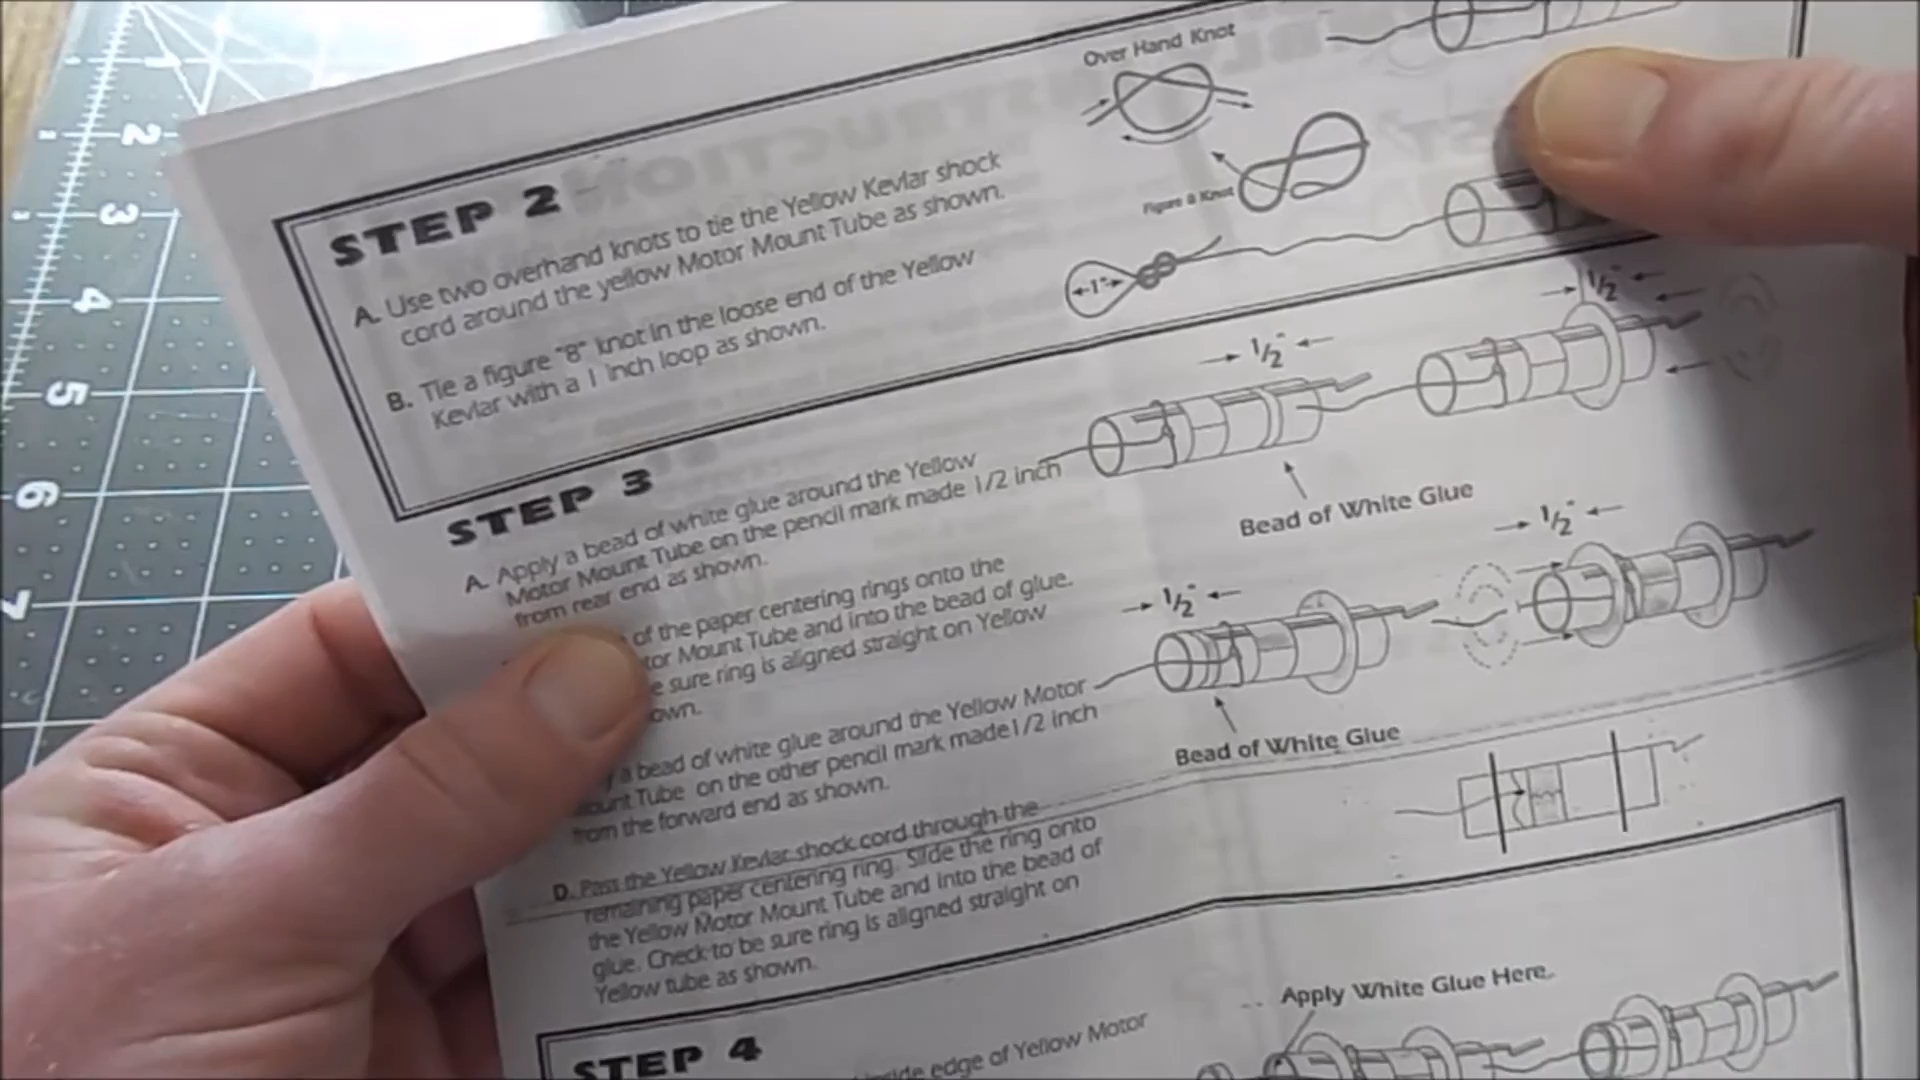 STEP 2
A. Use two overhand knots to tie the Yellow Kevlar shock
cord around the yellow Motor Mount Tube as shown.
B. Tie a figure "8" knot in the loose end of the Yellow
Kevlar with a 1 inch loop as shown.
Over Hand Knot
Figure 8 Knot
1"
STEP 3
A. Apply a bead of white glue around the Yellow
Motor Mount Tube on the pencil mark made 1/2 inch
from rear end as shown.
of the paper centering rings onto the
Mount Tube and into the bead of glue.
sure ring is aligned straight on Yellow
a bead of white glue around the Yellow Motor
Tube on the other pencil mark made 1/2 inch
from the forward end as shown.
D. Pass the Yellow Kevlar shock cord through the
remaining paper centering ring. Slide the ring onto
the Yellow Motor Mount Tube and into the bead of
glue. Check to be sure ring is aligned straight on
Yellow tube as shown.
1/2"
1/2"
Bead of White Glue
1/2"
1/2"
Bead of White Glue
STEP 4
edge of Yellow Motor
Apply White Glue Here
1
2
3
4
5
6
7